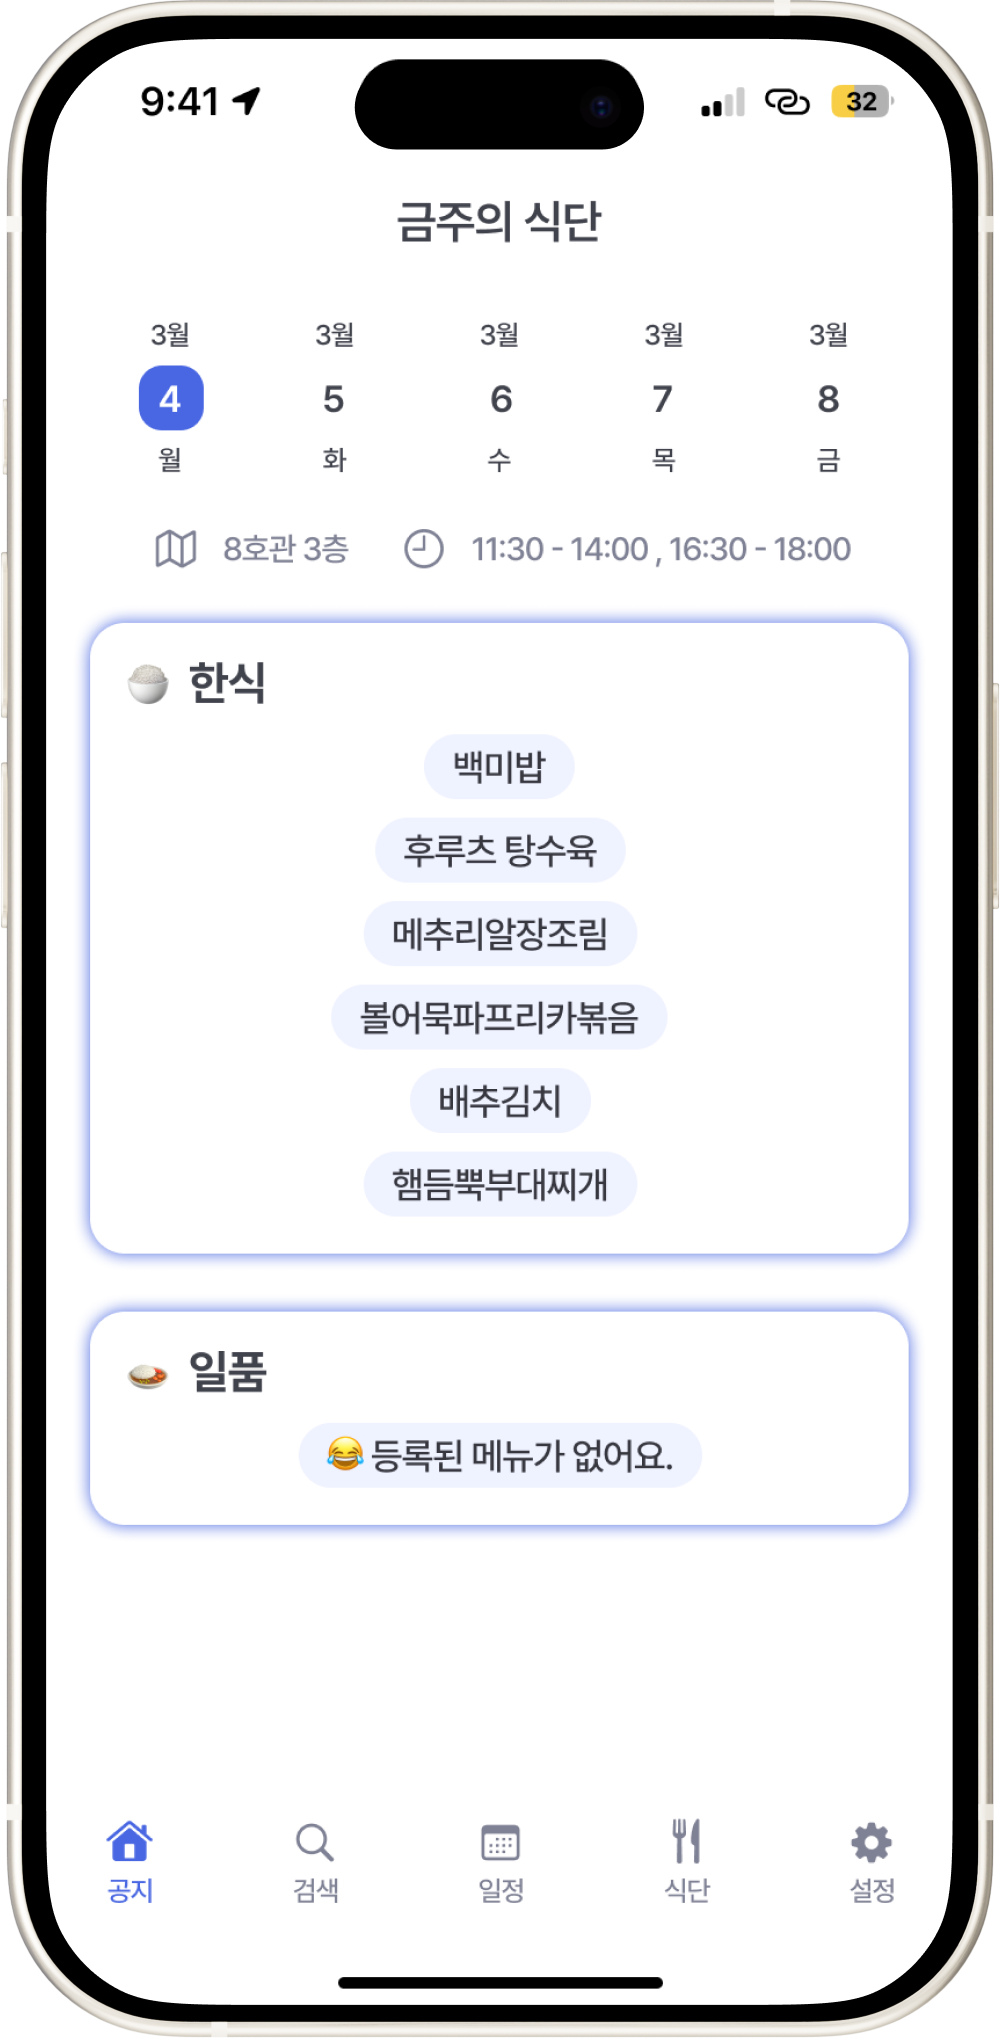 9:41
32
금주의 식단
3월 3월 3월 3월 3월
4 5 6 7 8
월 화 수 목 금
8호관 3층 11:30 - 14:00 , 16:30 - 18:00
한식
백미밥
후루츠 탕수육
메추리알장조림
볼어묵파프리카볶음
배추김치
햄듬뿍부대찌개
일품
😂 등록된 메뉴가 없어요.
공지 검색 일정 식단 설정